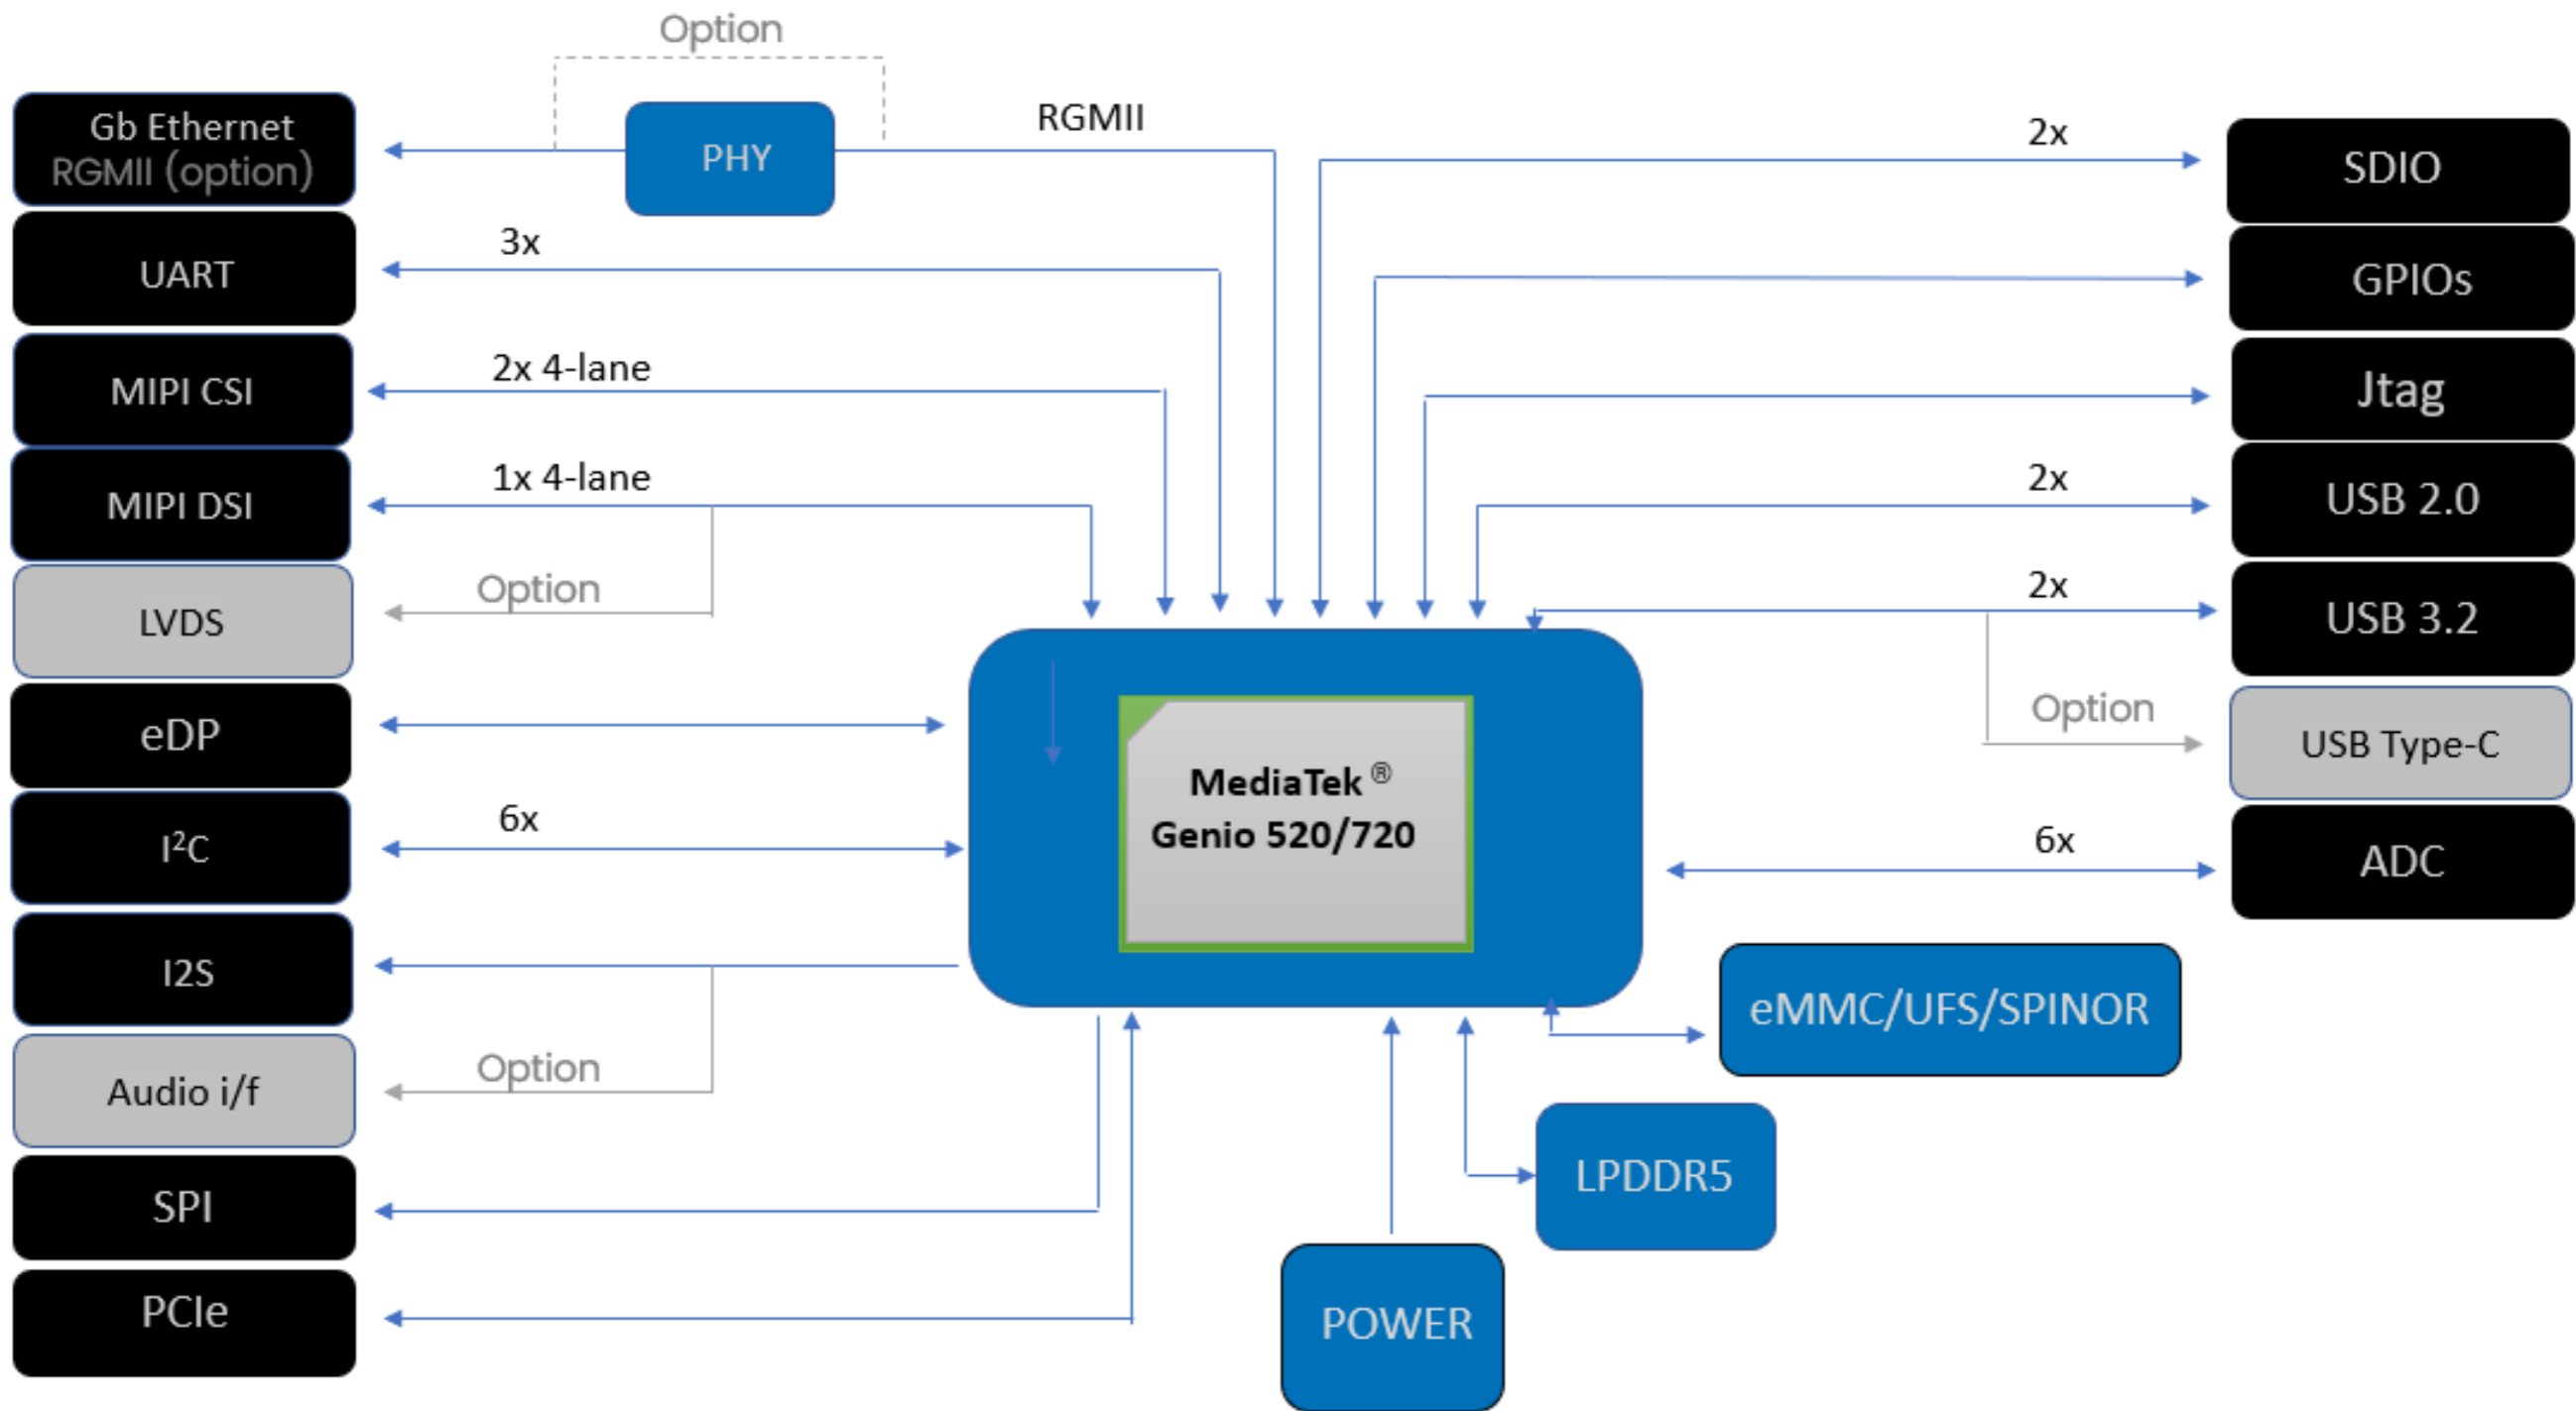 Option
Gb Ethernet
RGMII (option)
PHY
RGMII
2x
SDIO
UART
3x
GPIOs
MIPI CSI
2x 4-lane
Jtag
MIPI DSI
1x 4-lane
2x
USB 2.0
LVDS
Option
2x
USB 3.2
eDP
Option
USB Type-C
MediaTek ®
Genio 520/720
I²C
6x
6x
ADC
I2S
eMMC/UFS/SPINOR
Audio i/f
Option
LPDDR5
SPI
PCIe
POWER